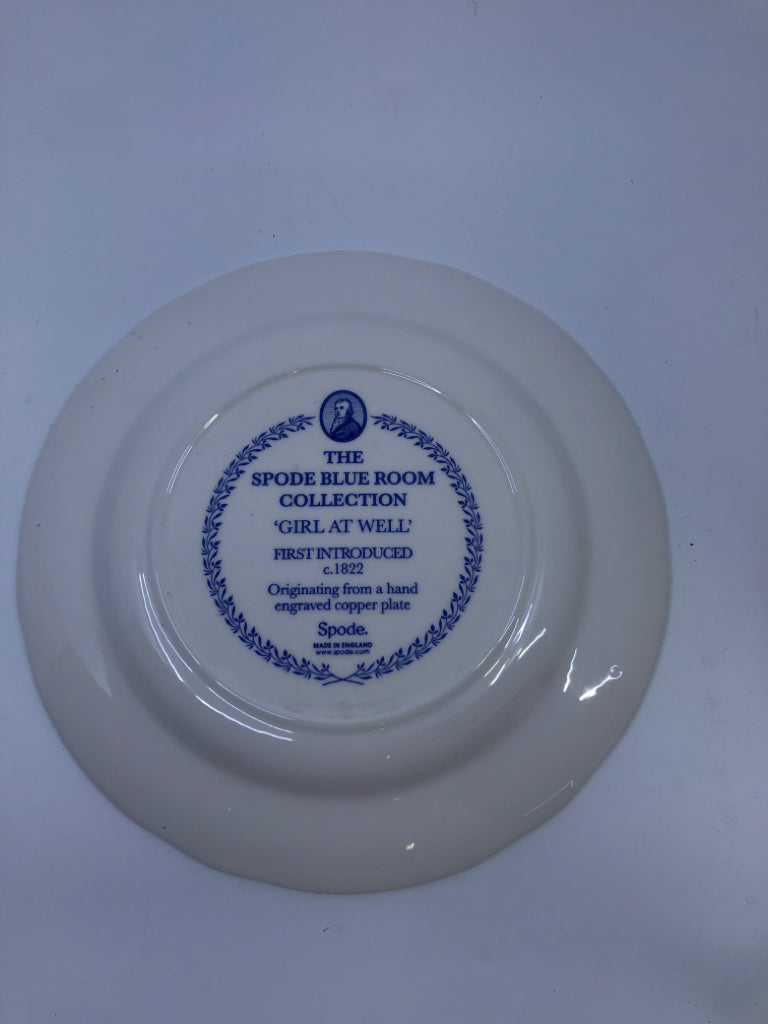 THE
SPODE BLUE ROOM
COLLECTION
‘GIRL AT WELL’
FIRST INTRODUCED
c.1822
Originating from a hand
engraved copper plate
Spode.
MADE IN ENGLAND
www.spode.com